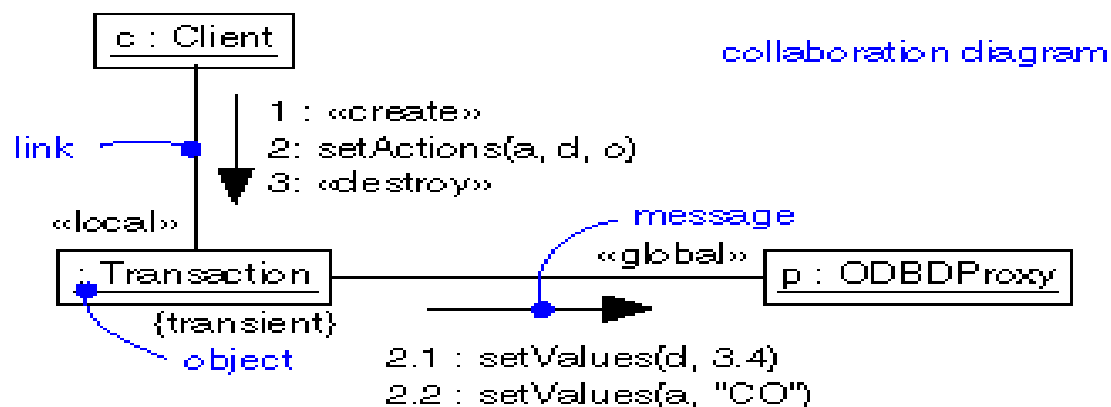 c : Client
collaboration diagram
1 : «create»
link
2: setActions(a, d, o)
3: «destroy»
«local»
message
«global»
: Transaction
p : ODBDProxy
{transient}
object
2.1 : setValues(d, 3.4)
2.2 : setValues(a, "CO")